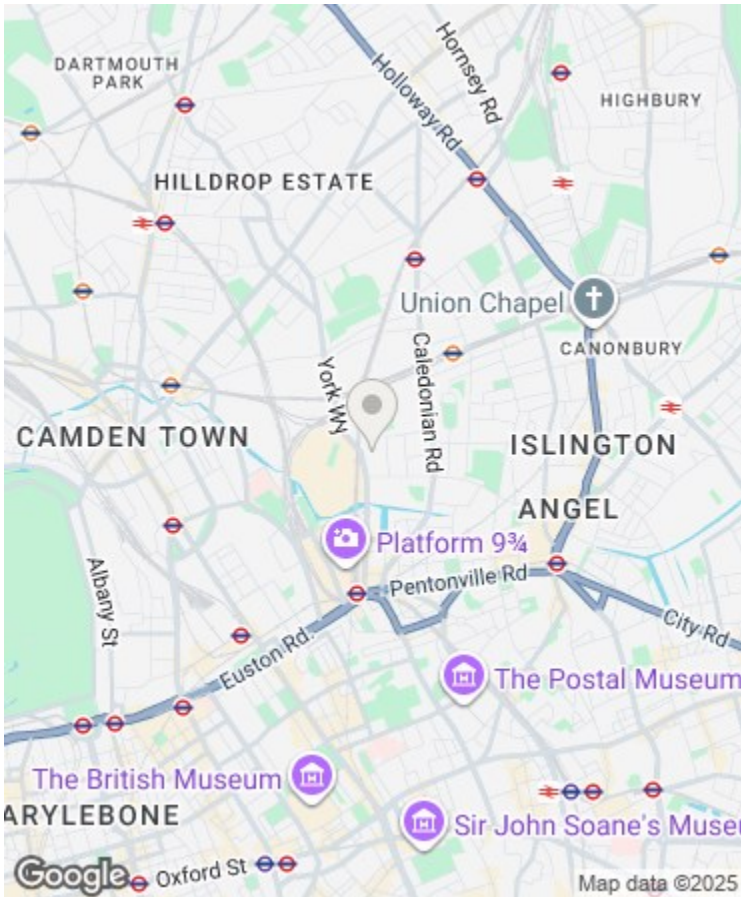 Hornsey Rd
Holloway Rd
DARTMOUTH
PARK
HIGHBURY
HILLDROP ESTATE
Union Chapel
CANONBURY
York Wy
Caledonian Rd
CAMDEN TOWN
ISLINGTON
ANGEL
Platform 9¾
Albany St
Pentonville Rd
City Rd
Euston Rd
The Postal Museum
The British Museum
ARYLEBONE
Sir John Soane's Museu
Oxford St
Google
Map data ©2025